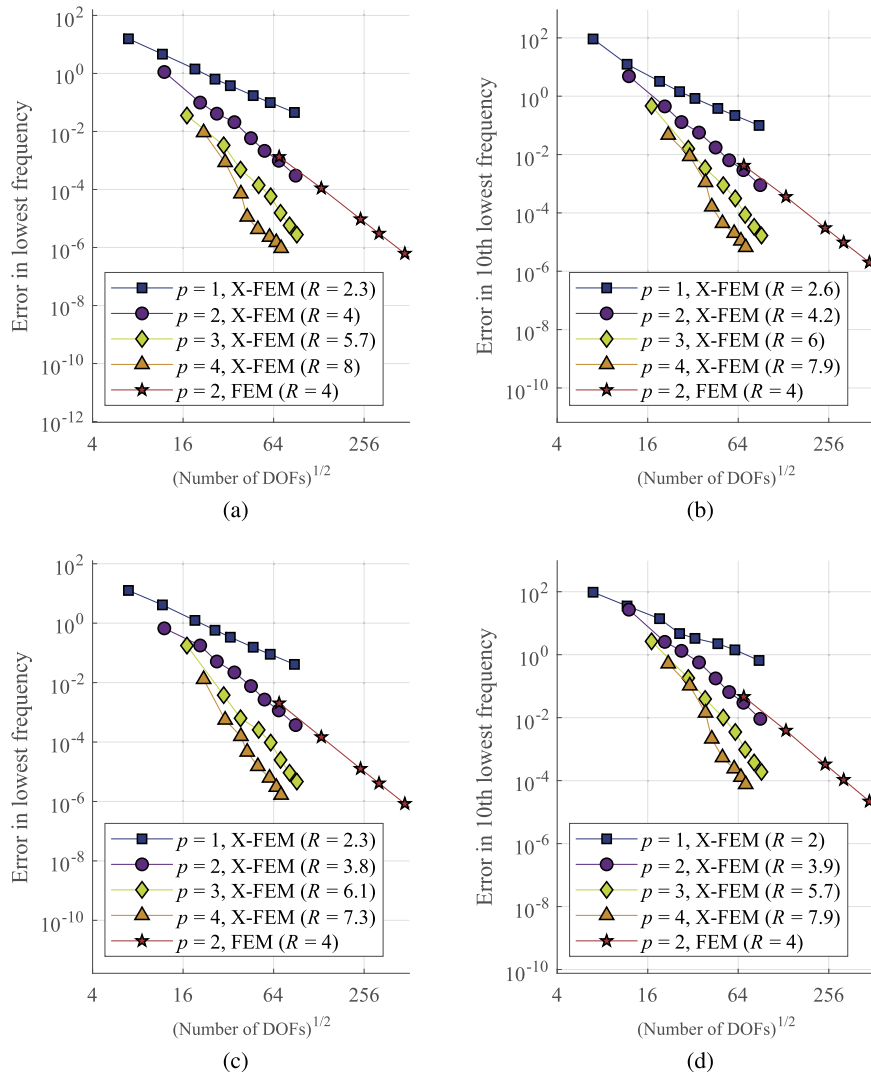 Error in lowest frequency
10^2
10^0
10^-2
10^-4
10^-6
10^-8
10^-10
10^-12
p = 1, X-FEM (R = 2.3)
p = 2, X-FEM (R = 4)
p = 3, X-FEM (R = 5.7)
p = 4, X-FEM (R = 8)
p = 2, FEM (R = 4)
4 16 64 256
(Number of DOFs)^1/2
(a)
Error in 10th lowest frequency
10^2
10^0
10^-2
10^-4
10^-6
10^-8
10^-10
p = 1, X-FEM (R = 2.6)
p = 2, X-FEM (R = 4.2)
p = 3, X-FEM (R = 6)
p = 4, X-FEM (R = 7.9)
p = 2, FEM (R = 4)
4 16 64 256
(Number of DOFs)^1/2
(b)
Error in lowest frequency
10^2
10^0
10^-2
10^-4
10^-6
10^-8
10^-10
p = 1, X-FEM (R = 2.3)
p = 2, X-FEM (R = 3.8)
p = 3, X-FEM (R = 6.1)
p = 4, X-FEM (R = 7.3)
p = 2, FEM (R = 4)
4 16 64 256
(Number of DOFs)^1/2
(c)
Error in 10th lowest frequency
10^2
10^0
10^-2
10^-4
10^-6
10^-8
10^-10
p = 1, X-FEM (R = 2)
p = 2, X-FEM (R = 3.9)
p = 3, X-FEM (R = 5.7)
p = 4, X-FEM (R = 7.9)
p = 2, FEM (R = 4)
4 16 64 256
(Number of DOFs)^1/2
(d)